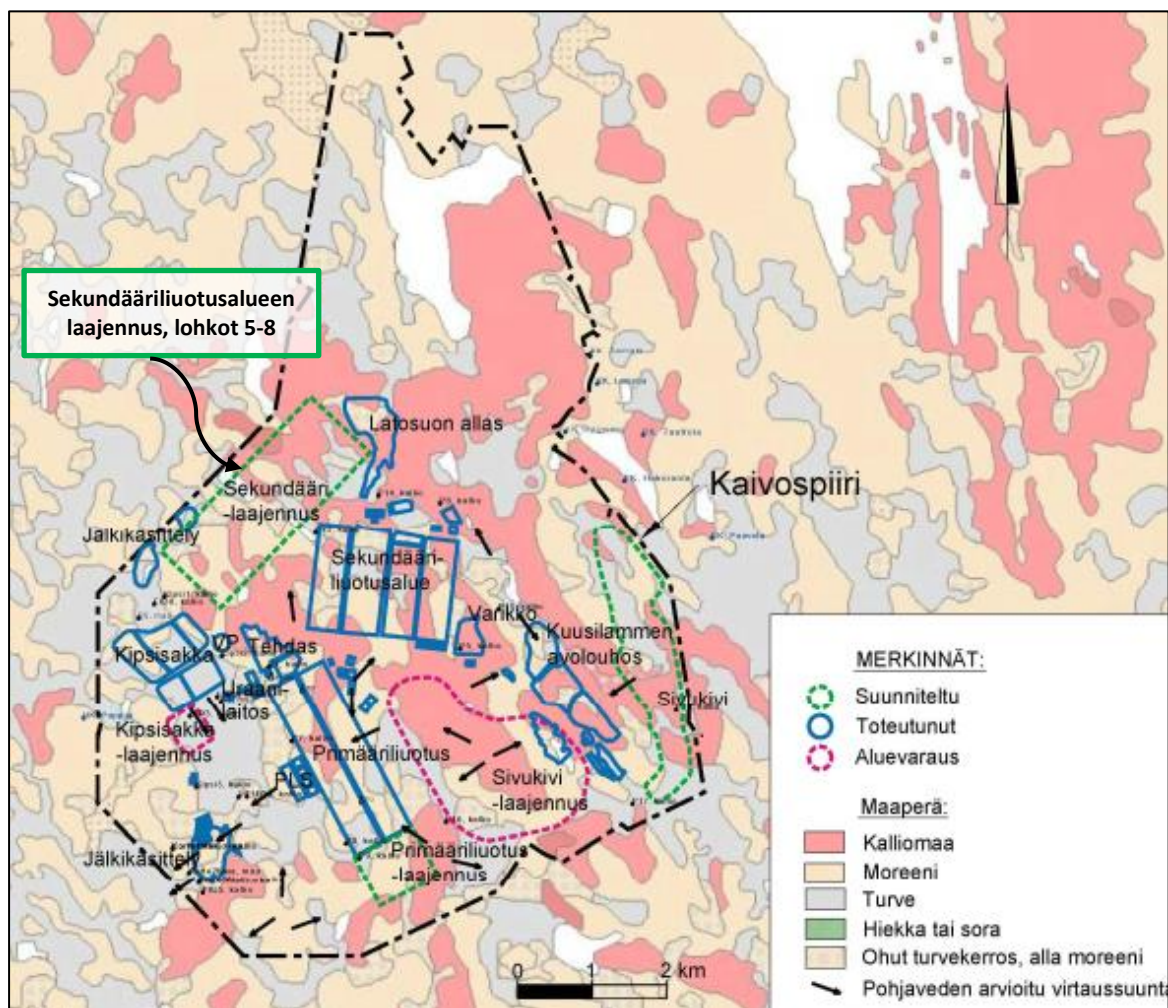 Sekundääriliuotusalueen
laajennus, lohkot 5-8
Latosuon allas
Sekundääri
-laajennus
Kaivospiiri
Jälkikäsittely
Sekundääri-
liuotusalue
Varikko
Kuusilammen
avolouhos
Kipsisakka
VP
Tehdas
Uraani-
laitos
Sivukivi
Kipsisakka
-laajennus
Primääriliuotus
Sivukivi
-laajennus
PLS
Jälkikäsittely
Primääriliuotus
-laajennus
0 1 2 km
MERKINNÄT:
Suunniteltu
Toteutunut
Aluevaraus
Maaperä:
Kalliomaa
Moreeni
Turve
Hiekka tai sora
Ohut turvekerros, alla moreeni
Pohjaveden arvioitu virtaussuunta